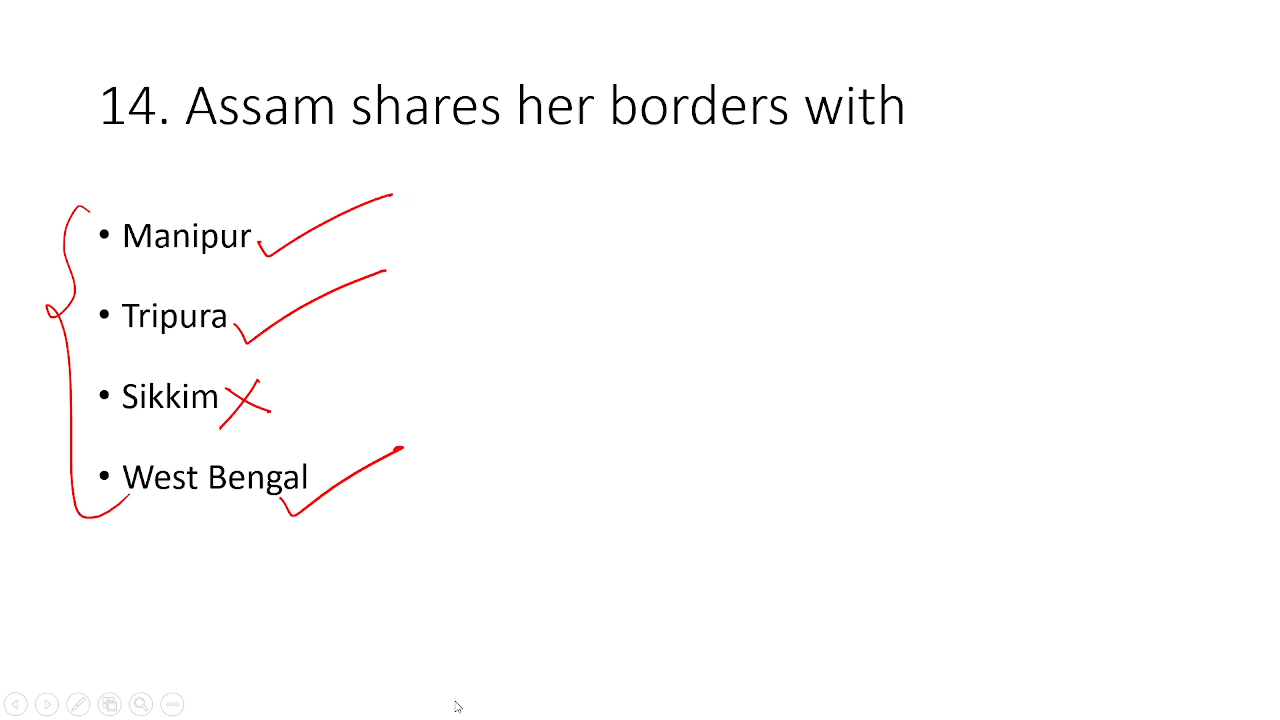 14. Assam shares her borders with
• Manipur
• Tripura
• Sikkim
• West Bengal